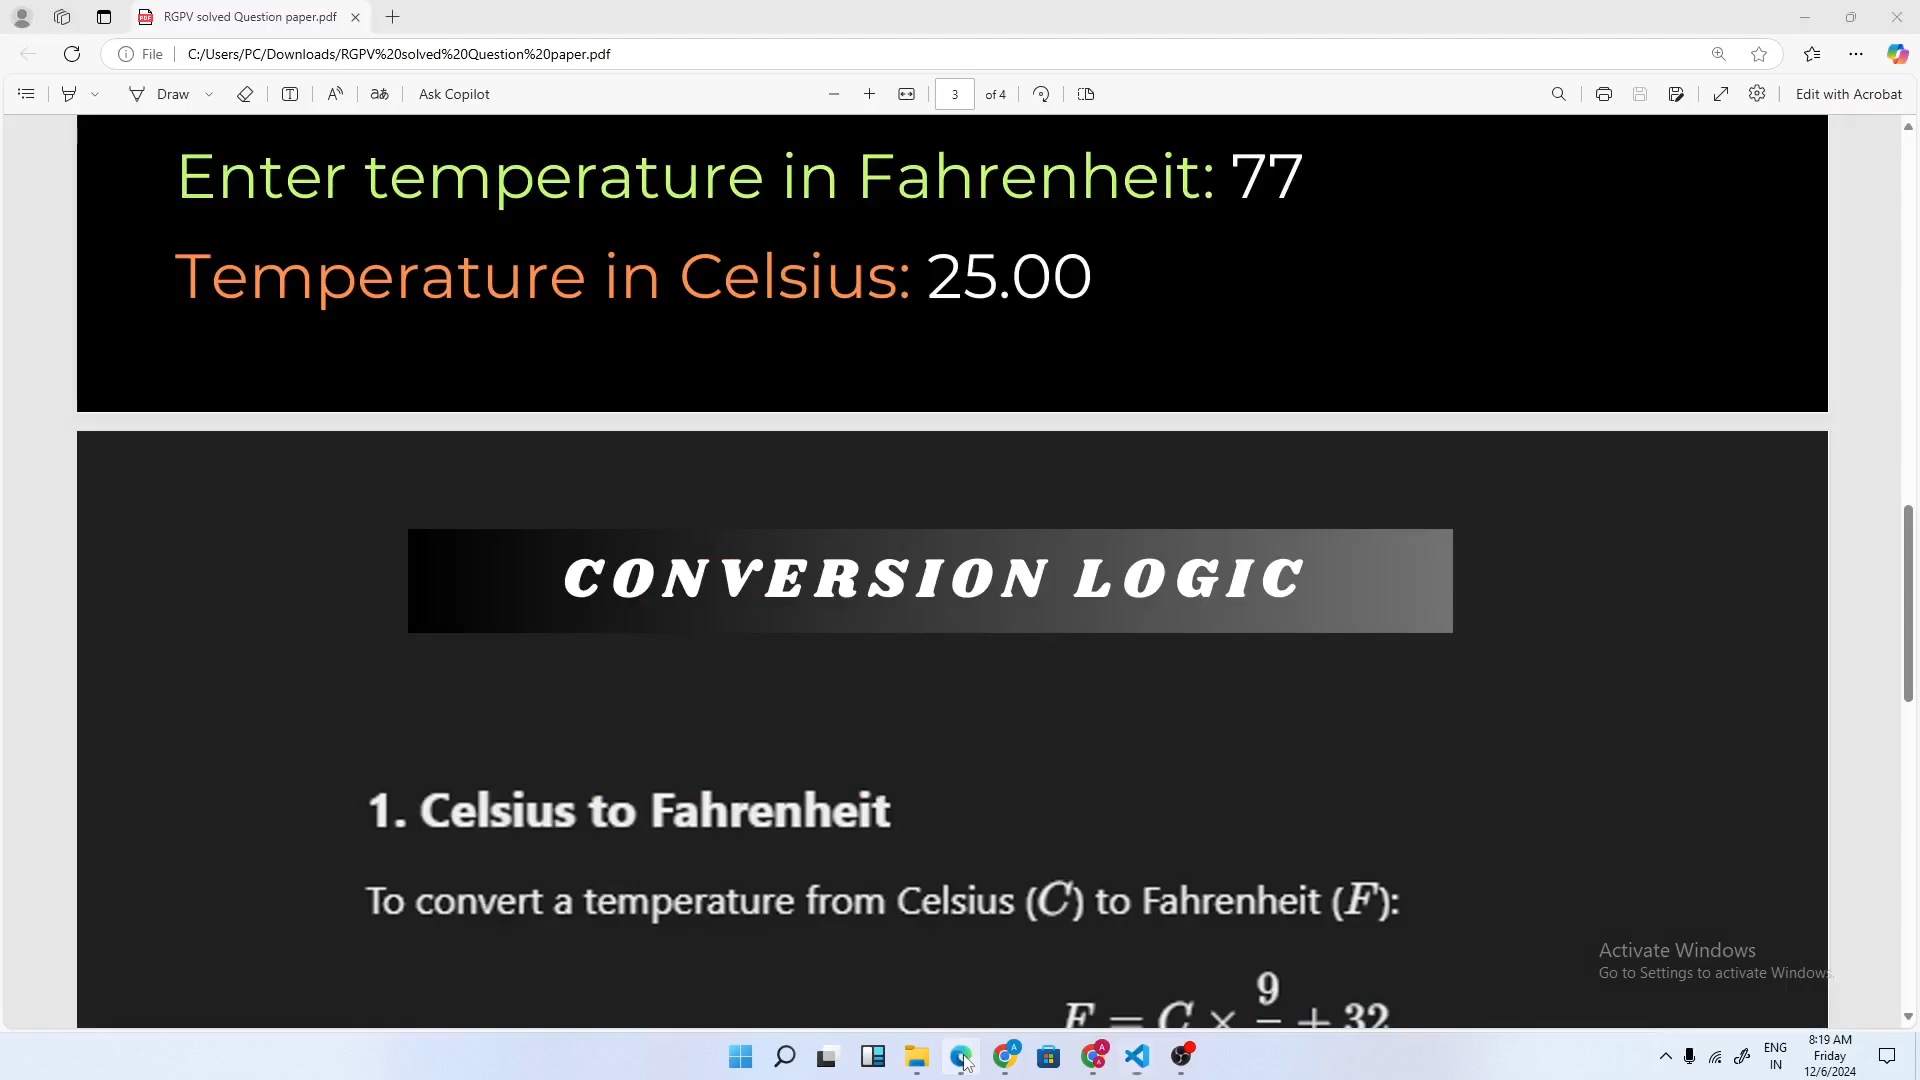 RGPV solved Question paper.pdf
File
C:/Users/PC/Downloads/RGPV%20solved%20Question%20paper.pdf
Draw
Ask Copilot
3 of 4
Edit with Acrobat
Enter temperature in Fahrenheit: 77
Temperature in Celsius: 25.00
CONVERSION LOGIC
1. Celsius to Fahrenheit
To convert a temperature from Celsius (C) to Fahrenheit (F):
F = C × 9/ + 32
Activate Windows
Go to Settings to activate Windows.
ENG
IN
8:19 AM
Friday
12/6/2024